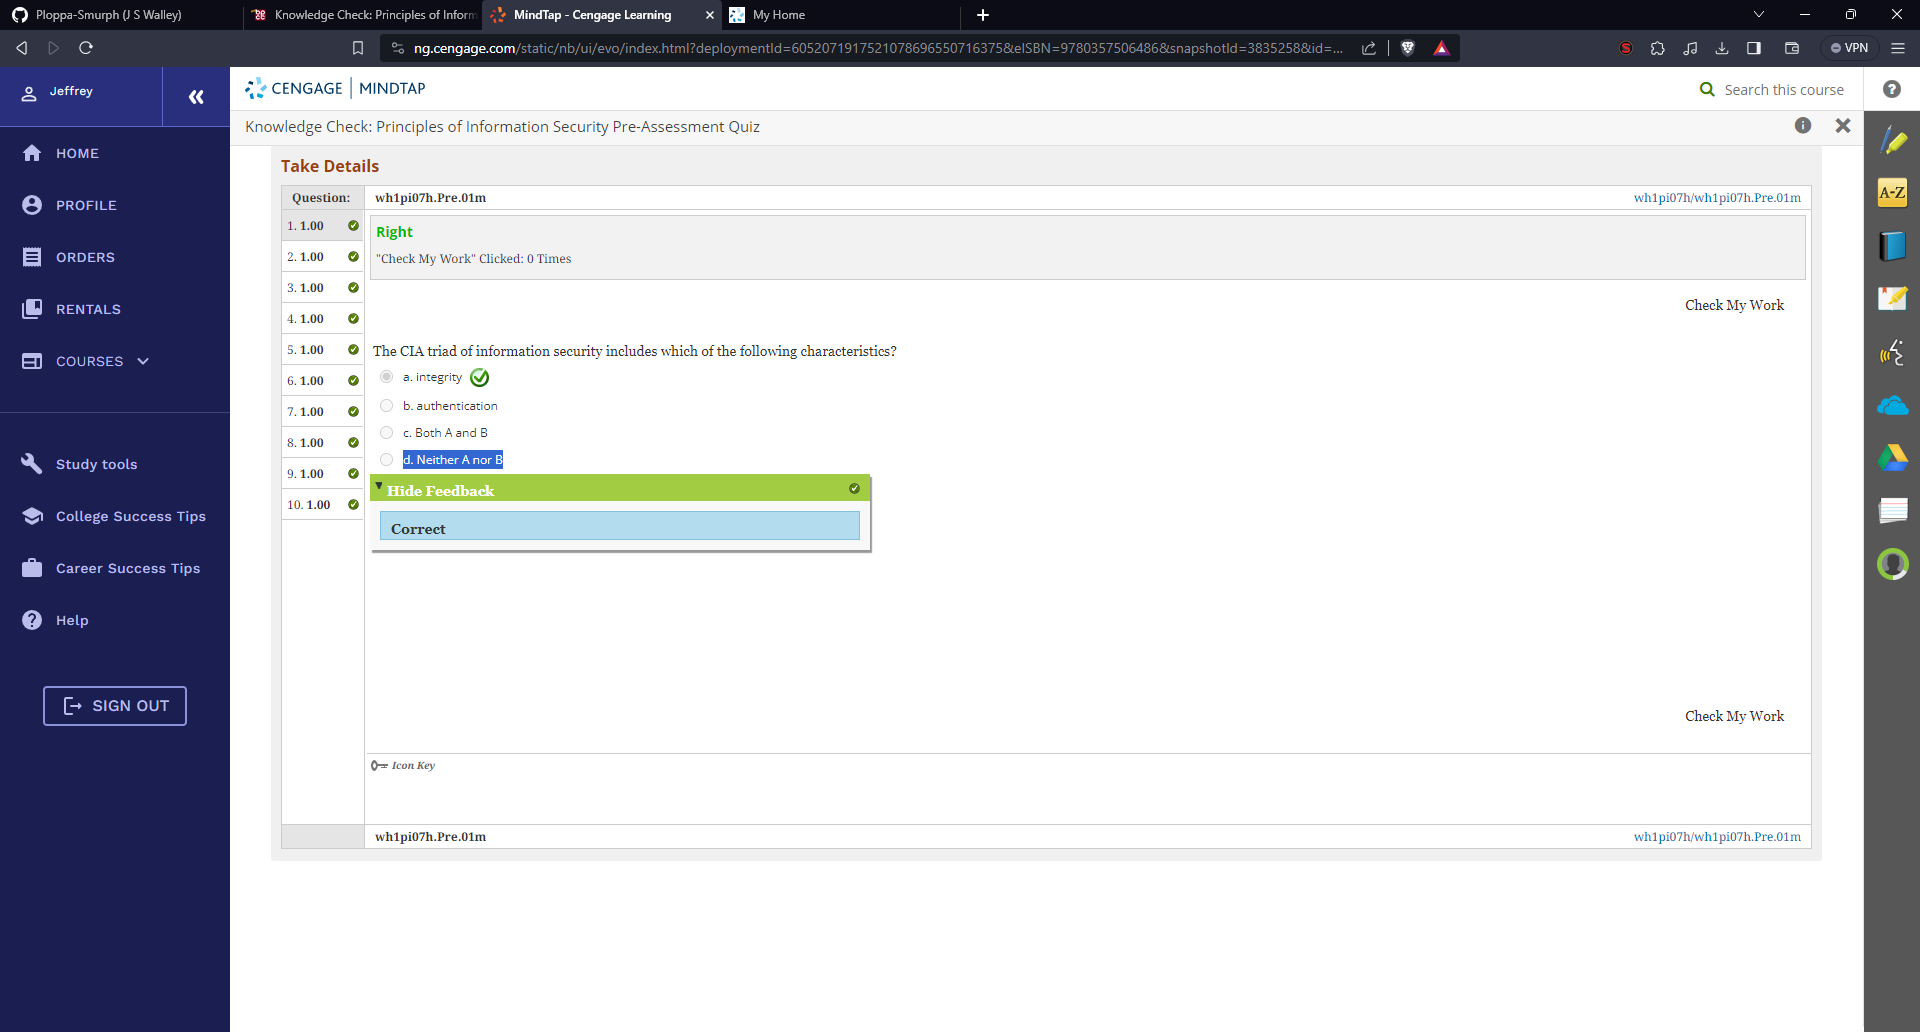 Ploppa-Smurph (J S Walley)
Knowledge Check: Principles of Inform
MindTap - Cengage Learning
My Home
ng.cengage.com/static/nb/ui/evo/index.html?deploymentId=6052071917521078696550716375&eISBN=9780357506486&snapshotId=3835258&id=...
VPN
Jeffrey
CENGAGE | MINDTAP
Search this course
Knowledge Check: Principles of Information Security Pre-Assessment Quiz
HOME
PROFILE
ORDERS
RENTALS
COURSES
Study tools
College Success Tips
Career Success Tips
Help
SIGN OUT
Take Details
Question:
wh1pi07h.Pre.01m
wh1pi07h/wh1pi07h.Pre.01m
1. 1.00
2. 1.00
3. 1.00
4. 1.00
5. 1.00
6. 1.00
7. 1.00
8. 1.00
9. 1.00
10. 1.00
Right
"Check My Work" Clicked: 0 Times
Check My Work
The CIA triad of information security includes which of the following characteristics?
a. integrity
b. authentication
c. Both A and B
d. Neither A nor B
Hide Feedback
Correct
Check My Work
Icon Key
wh1pi07h.Pre.01m
wh1pi07h/wh1pi07h.Pre.01m
A-Z